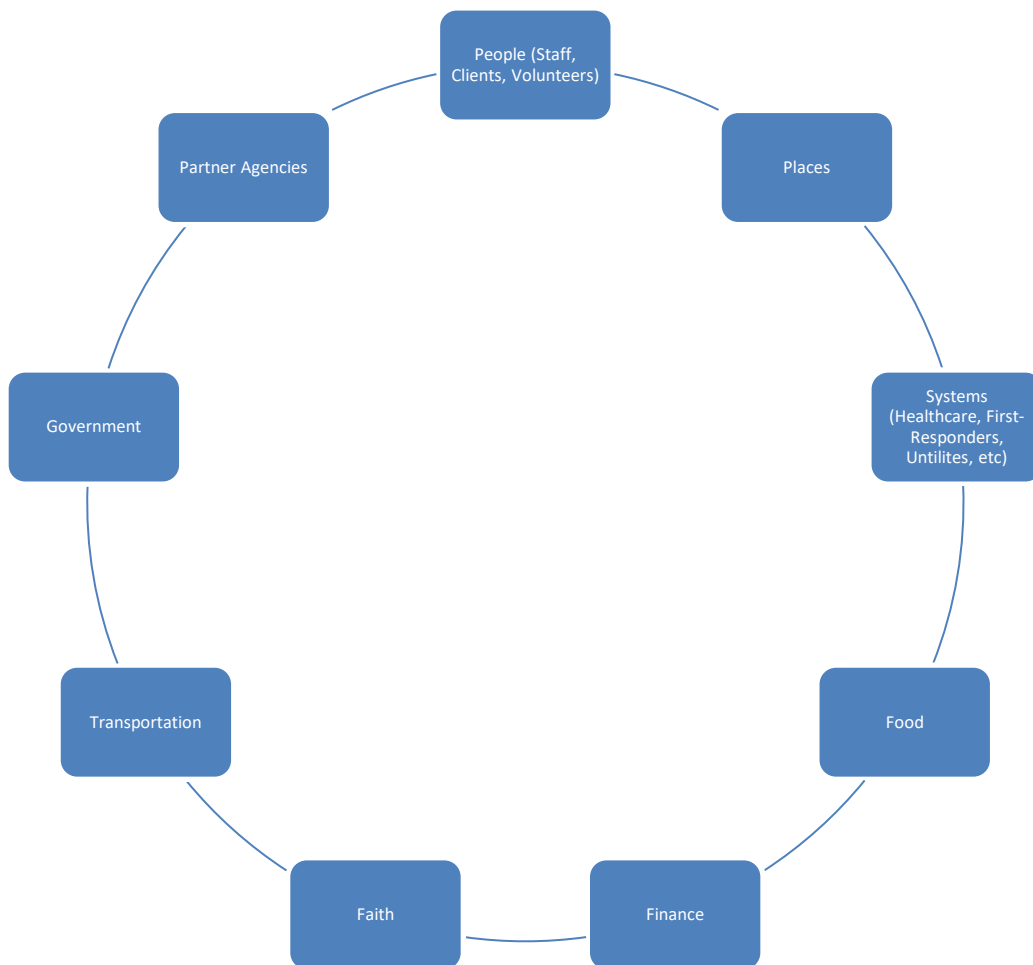 People (Staff,
Clients, Volunteers)
Places
Systems
(Healthcare, First-
Responders,
Untilites, etc)
Food
Finance
Faith
Transportation
Government
Partner Agencies